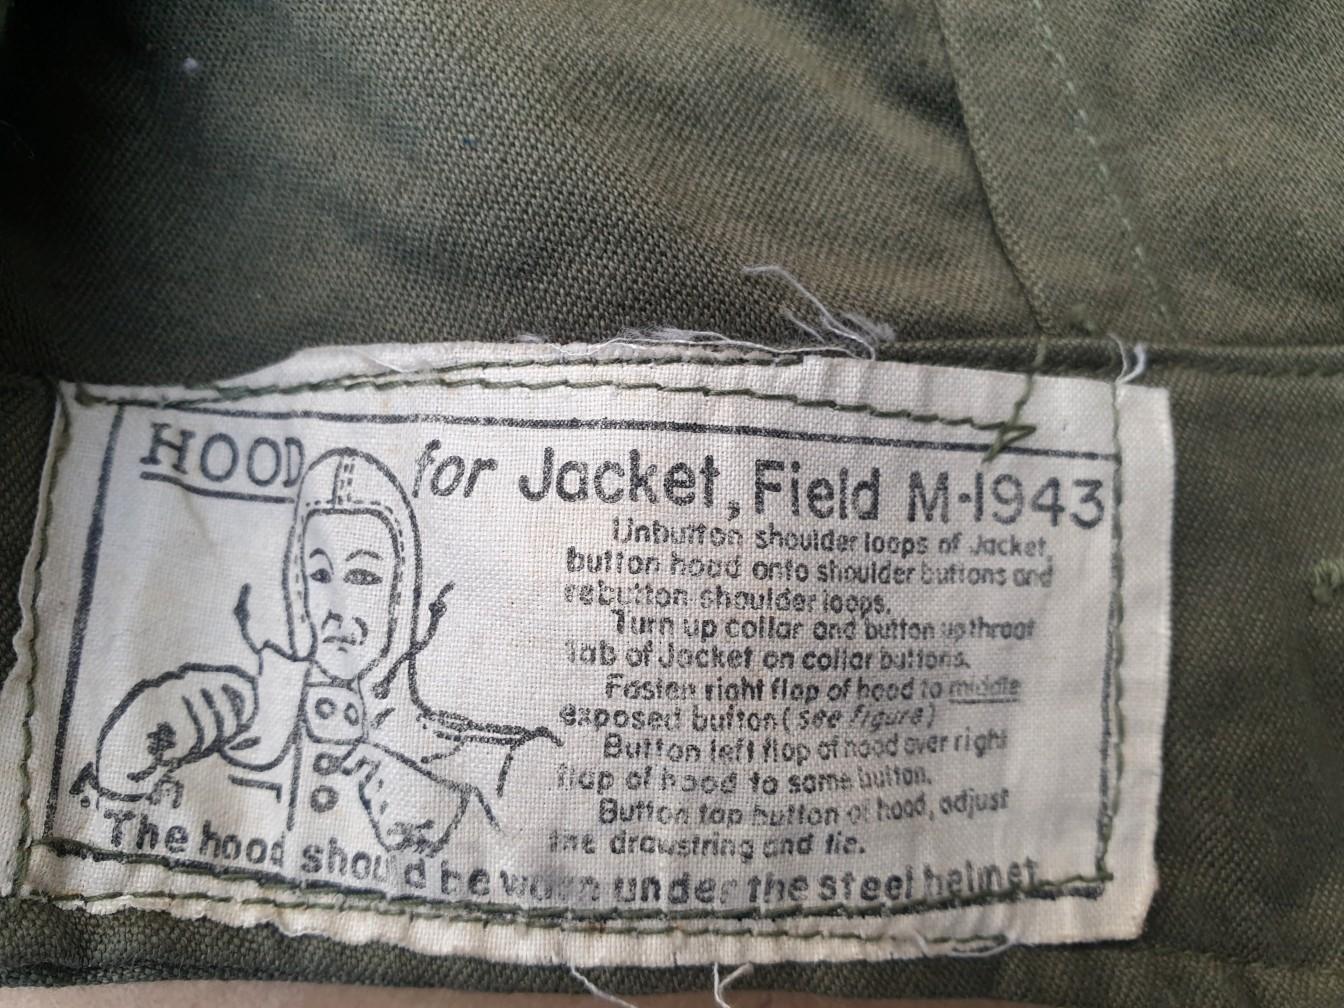 HOOD for Jacket, Field M-1943
Unbutton shoulder loops of Jacket,
button hood onto shoulder buttons and
rebutton shoulder loops.
Turn up collar and button up throat
tab of Jacket on collar buttons.
Fasten right flap of hood to middle
exposed button (see figure)
Button left flap of hood over right
flap of hood to same button.
Button top button of hood, adjust
the drawstring and tie.
The hood should be worn under the steel helmet.